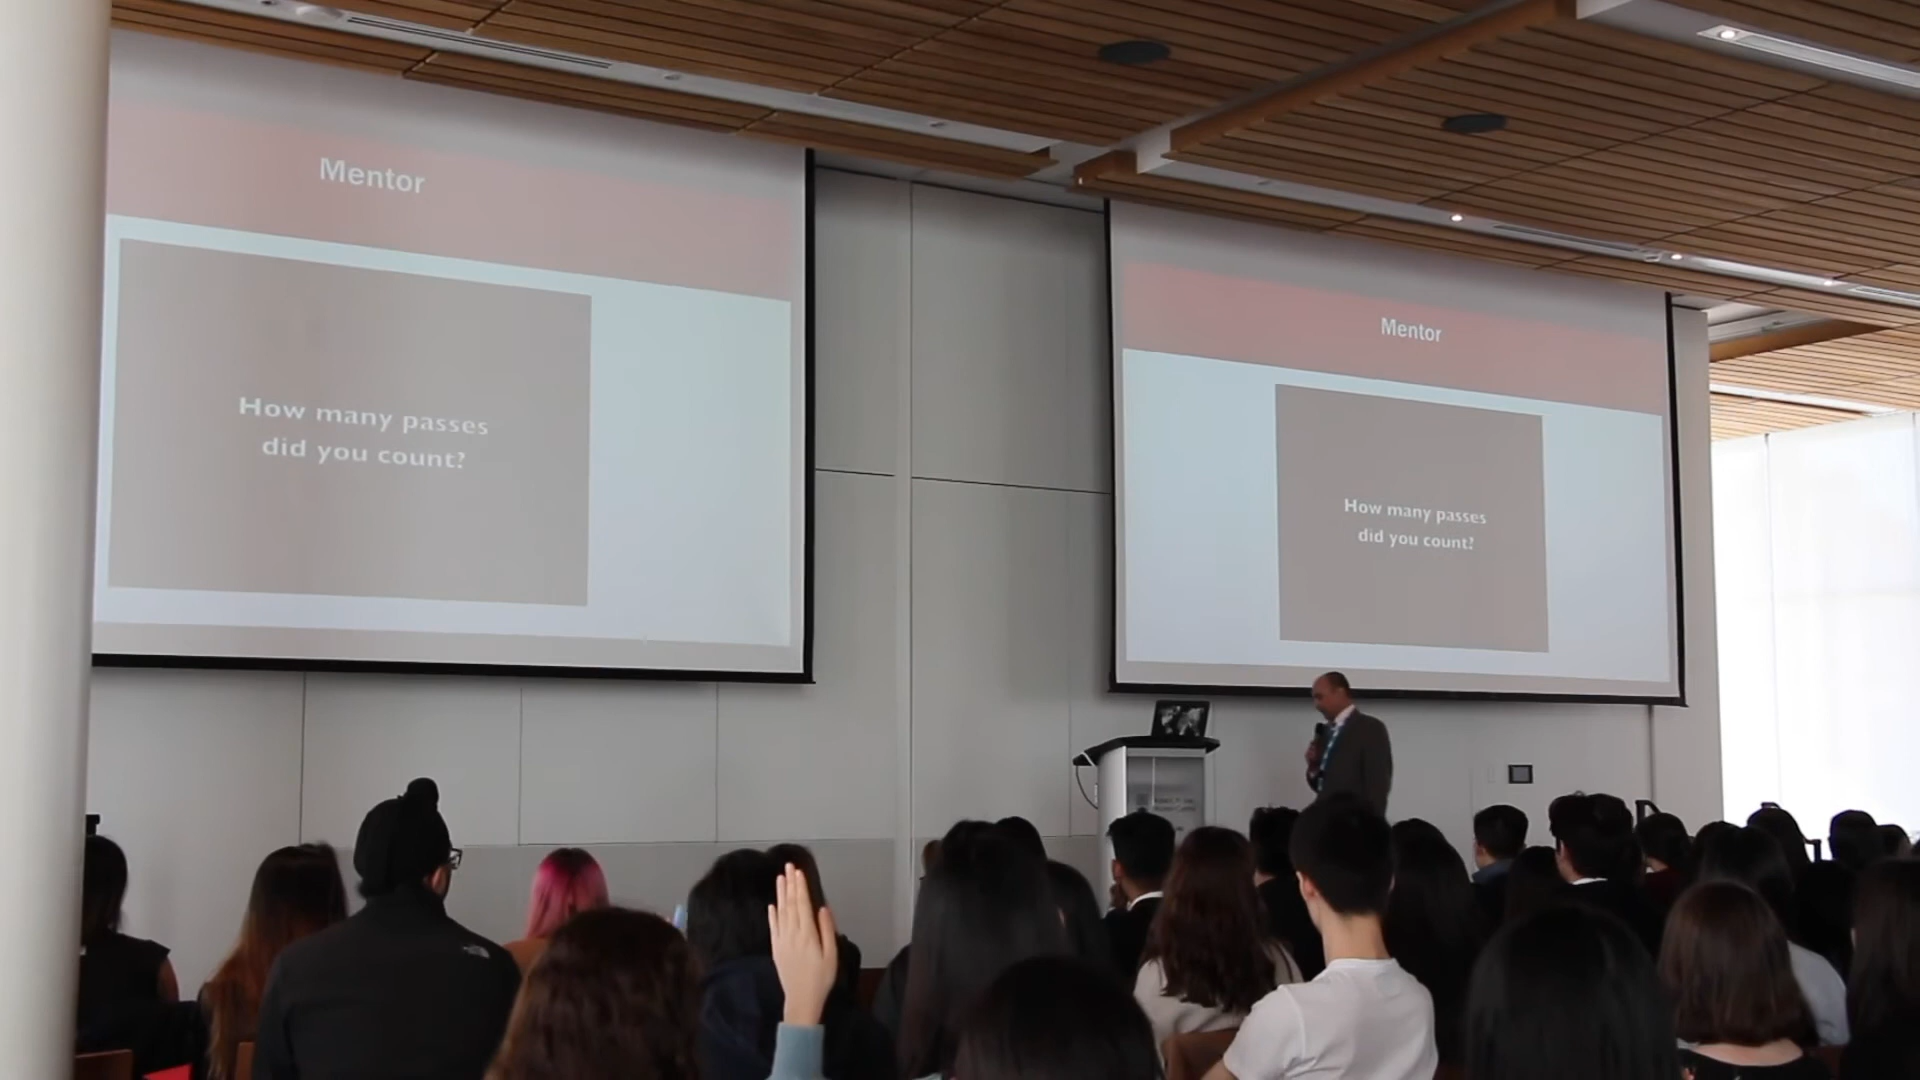 Mentor
How many passes
did you count?
Mentor
How many passes
did you count?